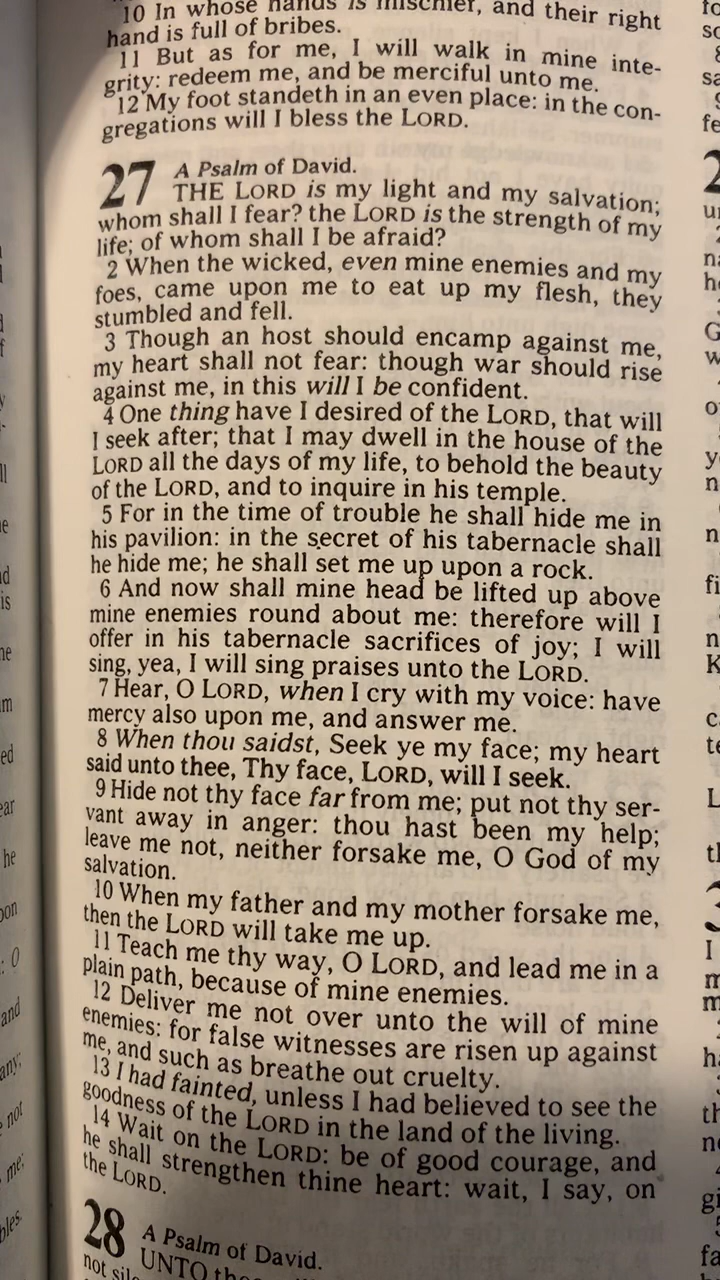 10 In whose hands is mischief, and their right
hand is full of bribes.
11 But as for me, I will walk in mine inte-
grity: redeem me, and be merciful unto me.
12 My foot standeth in an even place: in the con-
gregations will I bless the LORD.
27 A Psalm of David.
THE LORD is my light and my salvation;
whom shall I fear? the LORD is the strength of my
life; of whom shall I be afraid?
2 When the wicked, even mine enemies and my
foes, came upon me to eat up my flesh, they
stumbled and fell.
3 Though an host should encamp against me,
my heart shall not fear: though war should rise
against me, in this will I be confident.
4 One thing have I desired of the LORD, that will
I seek after; that I may dwell in the house of the
LORD all the days of my life, to behold the beauty
of the LORD, and to inquire in his temple.
5 For in the time of trouble he shall hide me in
his pavilion: in the secret of his tabernacle shall
he hide me; he shall set me up upon a rock.
6 And now shall mine head be lifted up above
mine enemies round about me: therefore will I
offer in his tabernacle sacrifices of joy; I will
sing, yea, I will sing praises unto the LORD.
7 Hear, O LORD, when I cry with my voice: have
mercy also upon me, and answer me.
8 When thou saidst, Seek ye my face; my heart
said unto thee, Thy face, LORD, will I seek.
9 Hide not thy face far from me; put not thy ser-
vant away in anger: thou hast been my help;
leave me not, neither forsake me, O God of my
salvation.
10 When my father and my mother forsake me,
then the LORD will take me up.
11 Teach me thy way, O LORD, and lead me in a
plain path, because of mine enemies.
12 Deliver me not over unto the will of mine
enemies: for false witnesses are risen up against
me, and such as breathe out cruelty.
13 I had fainted, unless I had believed to see the
goodness of the LORD in the land of the living.
14 Wait on the LORD: be of good courage, and
he shall strengthen thine heart: wait, I say, on
the LORD.
28 A Psalm of David.
UNTO
not